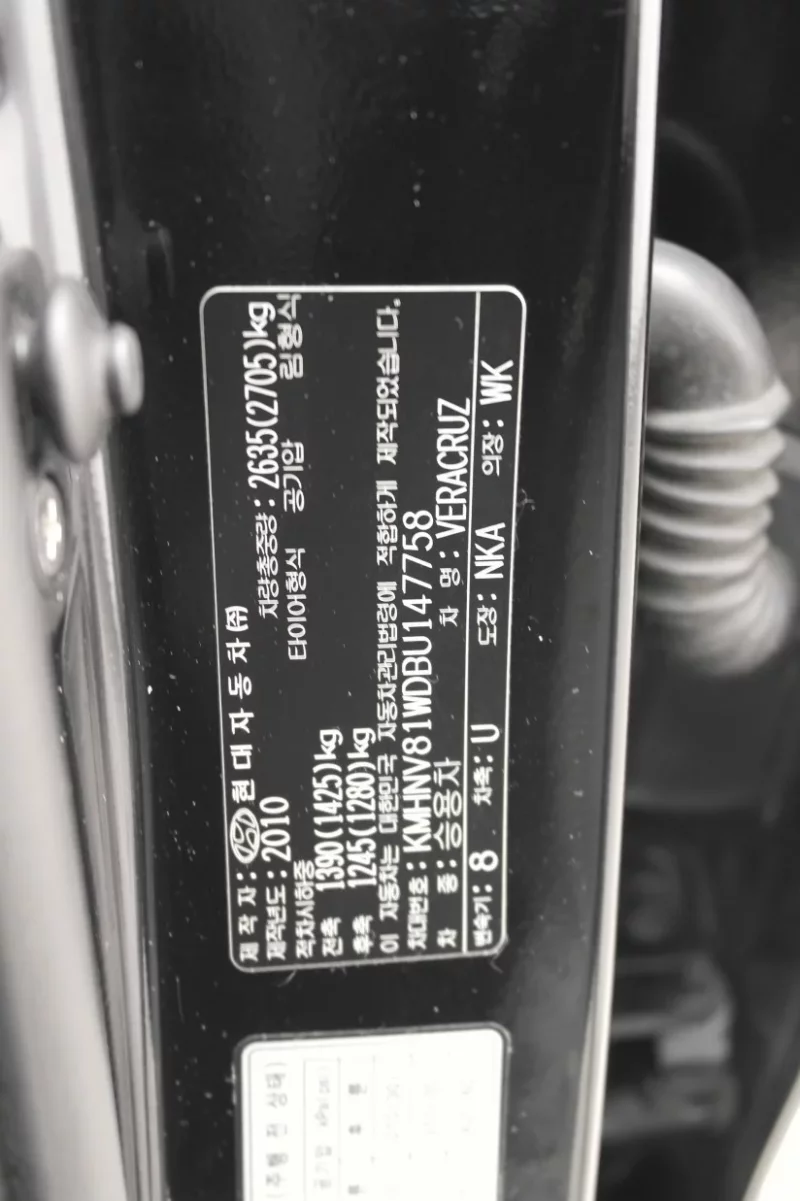 제 작 자 : HYUNDAI 현대자동차㈜
제작년도 : 2010 차량총중량 : 2635(2705)kg
적차시하중 타이어형식 공기압 림형식
전축 1390(1425)kg
후축 1245(1280)kg
이 자동차는 대한민국 자동차관리법령에 적합하게 제작되었습니다.
차대번호 : KMHNV81WDBU147758
차 종 : 승용차 차 명 : VERACRUZ
변속기 : 8 차축 : U 도장 : NKA 의장 : WK